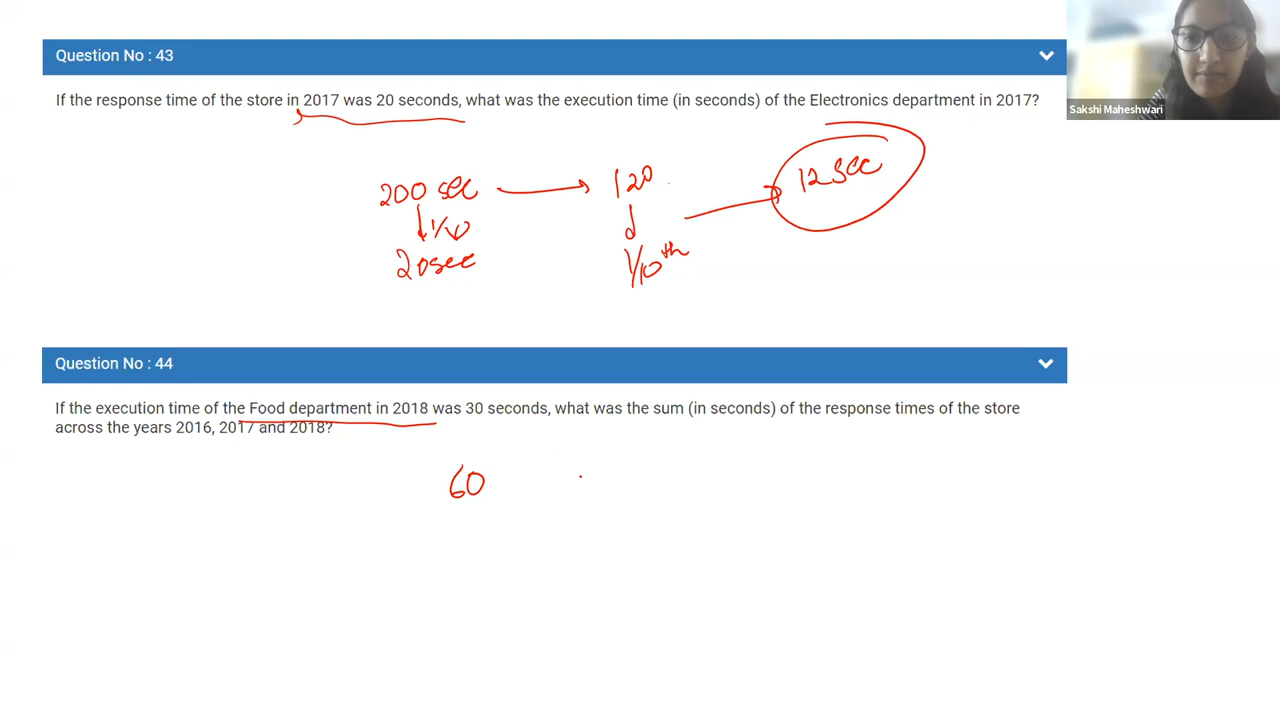 Question No : 43
Sakshi Maheshwari
If the response time of the store in 2017 was 20 seconds, what was the execution time (in seconds) of the Electronics department in 2017?
200 sec → 120 → 12 sec
↓ 1/10 ↓
20 sec 1/10th
Question No : 44
If the execution time of the Food department in 2018 was 30 seconds, what was the sum (in seconds) of the response times of the store
across the years 2016, 2017 and 2018?
60